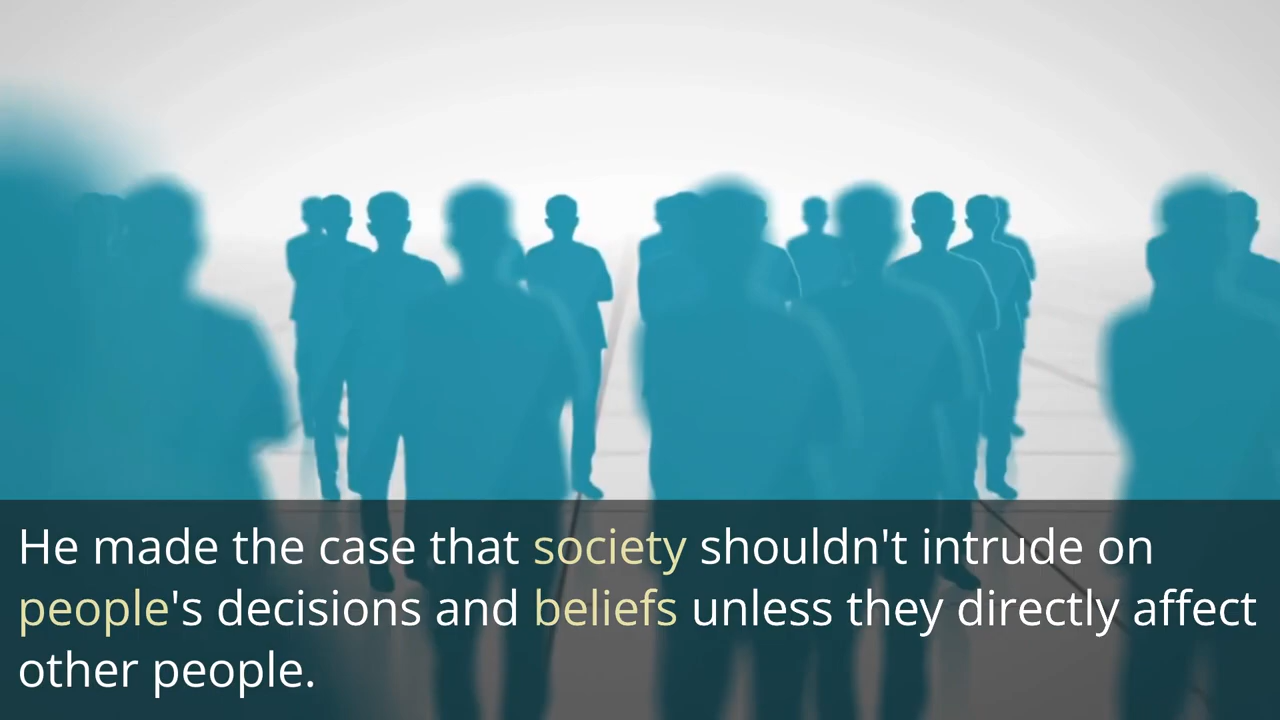 He made the case that society shouldn't intrude on
people's decisions and beliefs unless they directly affect
other people.